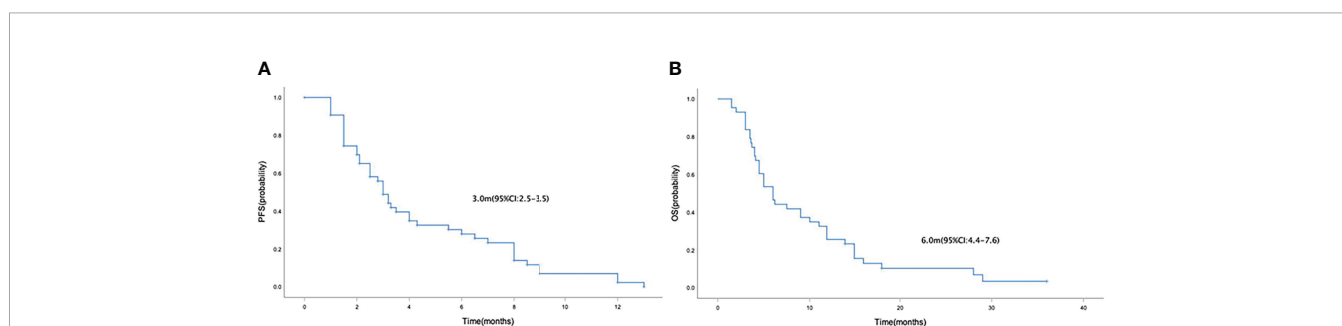 A
1.0
0.8
0.6
0.4
0.2
0.0
PFS(probability)
3.0m(95%CI:2.5-3.5)
0 2 4 6 8 10 12
Time(months)
B
1.0
0.8
0.6
0.4
0.2
0.0
OS(probability)
6.0m(95%CI:4.4-7.6)
0 10 20 30 40
Time(months)